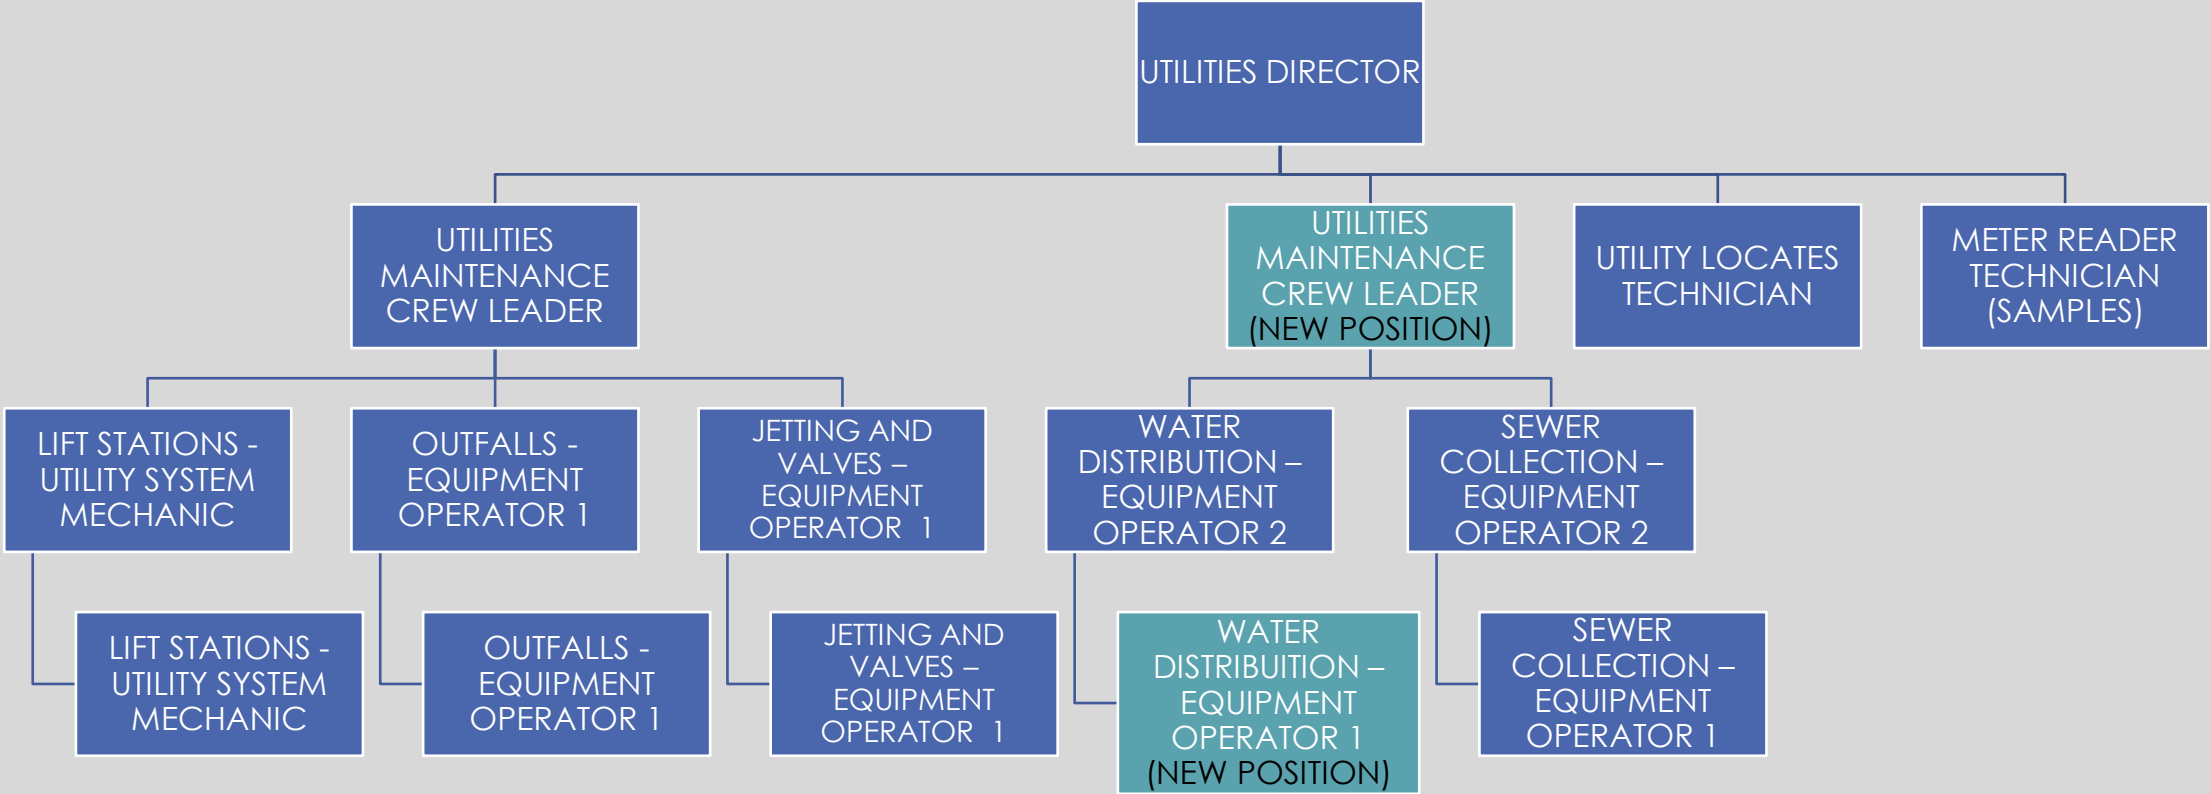 UTILITIES DIRECTOR
UTILITIES
MAINTENANCE
CREW LEADER
UTILITIES
MAINTENANCE
CREW LEADER
(NEW POSITION)
UTILITY LOCATES
TECHNICIAN
METER READER
TECHNICIAN
(SAMPLES)
LIFT STATIONS -
UTILITY SYSTEM
MECHANIC
OUTFALLS -
EQUIPMENT
OPERATOR 1
JETTING AND
VALVES –
EQUIPMENT
OPERATOR  1
WATER
DISTRIBUTION –
EQUIPMENT
OPERATOR 2
SEWER
COLLECTION –
EQUIPMENT
OPERATOR 2
LIFT STATIONS -
UTILITY SYSTEM
MECHANIC
OUTFALLS -
EQUIPMENT
OPERATOR 1
JETTING AND
VALVES –
EQUIPMENT
OPERATOR  1
WATER
DISTRIBUITION –
EQUIPMENT
OPERATOR 1
(NEW POSITION)
SEWER
COLLECTION –
EQUIPMENT
OPERATOR 1